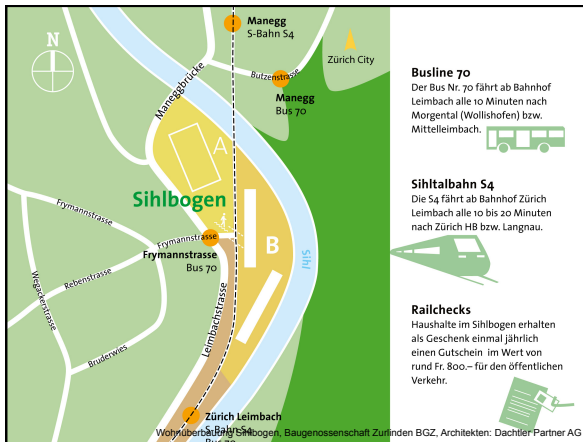 N
Manegg
S-Bahn S4
Zürich City
Maneggbrücke
Butzenstrasse
Manegg
Bus 70
A
Sihlbogen
Frymannstrasse
Frymannstrasse
Frymannstrasse
Bus 70
B
Sihl
Rebenstrasse
Wegackerstrasse
Leimbachstrasse
Bruderwies
Zürich Leimbach
S-Bahn S4
Bus 70
Busline 70
Der Bus Nr. 70 fährt ab Bahnhof
Leimbach alle 10 Minuten nach
Morgental (Wollishofen) bzw.
Mittelleimbach.
Sihltalbahn S4
Die S4 fährt ab Bahnhof Zürich
Leimbach alle 10 bis 20 Minuten
nach Zürich HB bzw. Langnau.
Railchecks
Haushalte im Sihlbogen erhalten
als Geschenk einmal jährlich
einen Gutschein im Wert von
rund Fr. 800.– für den öffentlichen
Verkehr.
Wohnüberbauung Sihlbogen, Baugenossenschaft Zurlinden BGZ, Architekten: Dachtler Partner AG